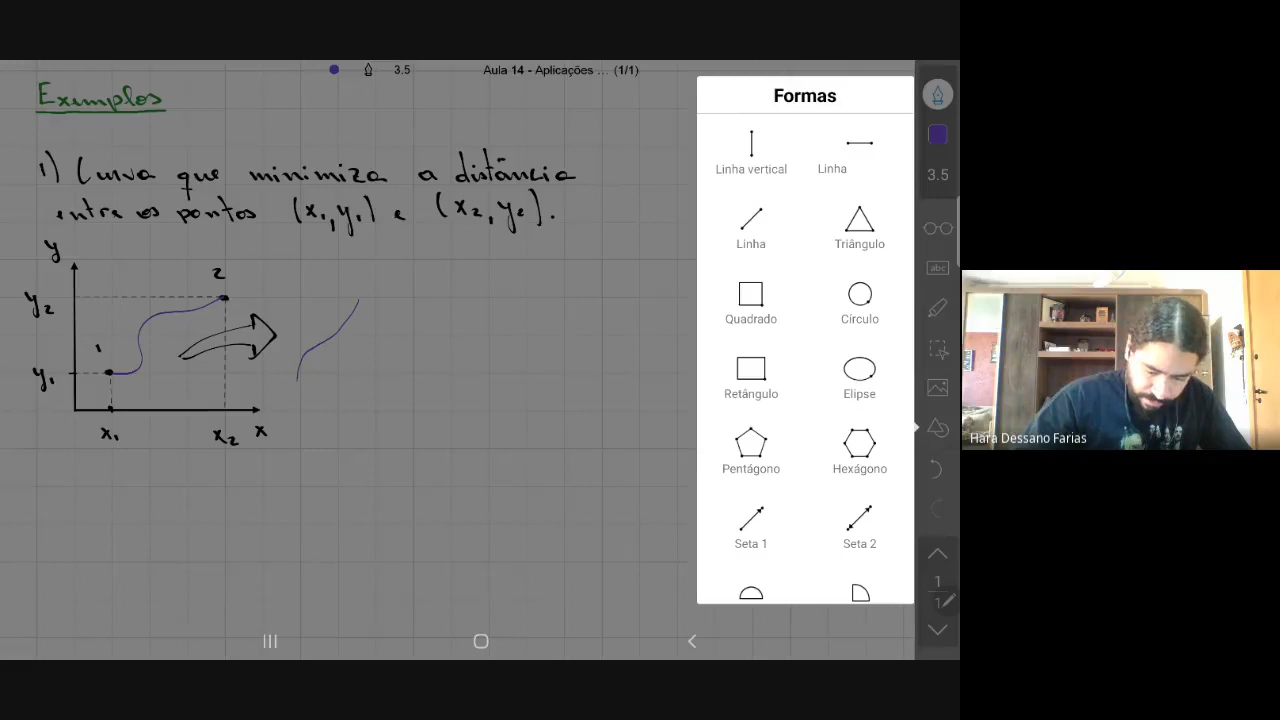 3.5
Aula 14 - Aplicações ... (1/1)
Exemplos
1) Curva que minimiza a distância
entre os pontos (x₁, y₁) e (x₂, y₂).
y
2
y₂
1
y₁
x₁
x₂
x
Formas
Linha vertical
Linha
Linha
Triângulo
Quadrado
Círculo
Retângulo
Elipse
Pentágono
Hexágono
Seta 1
Seta 2
3.5
abc
1
1
Hara Dessano Farias